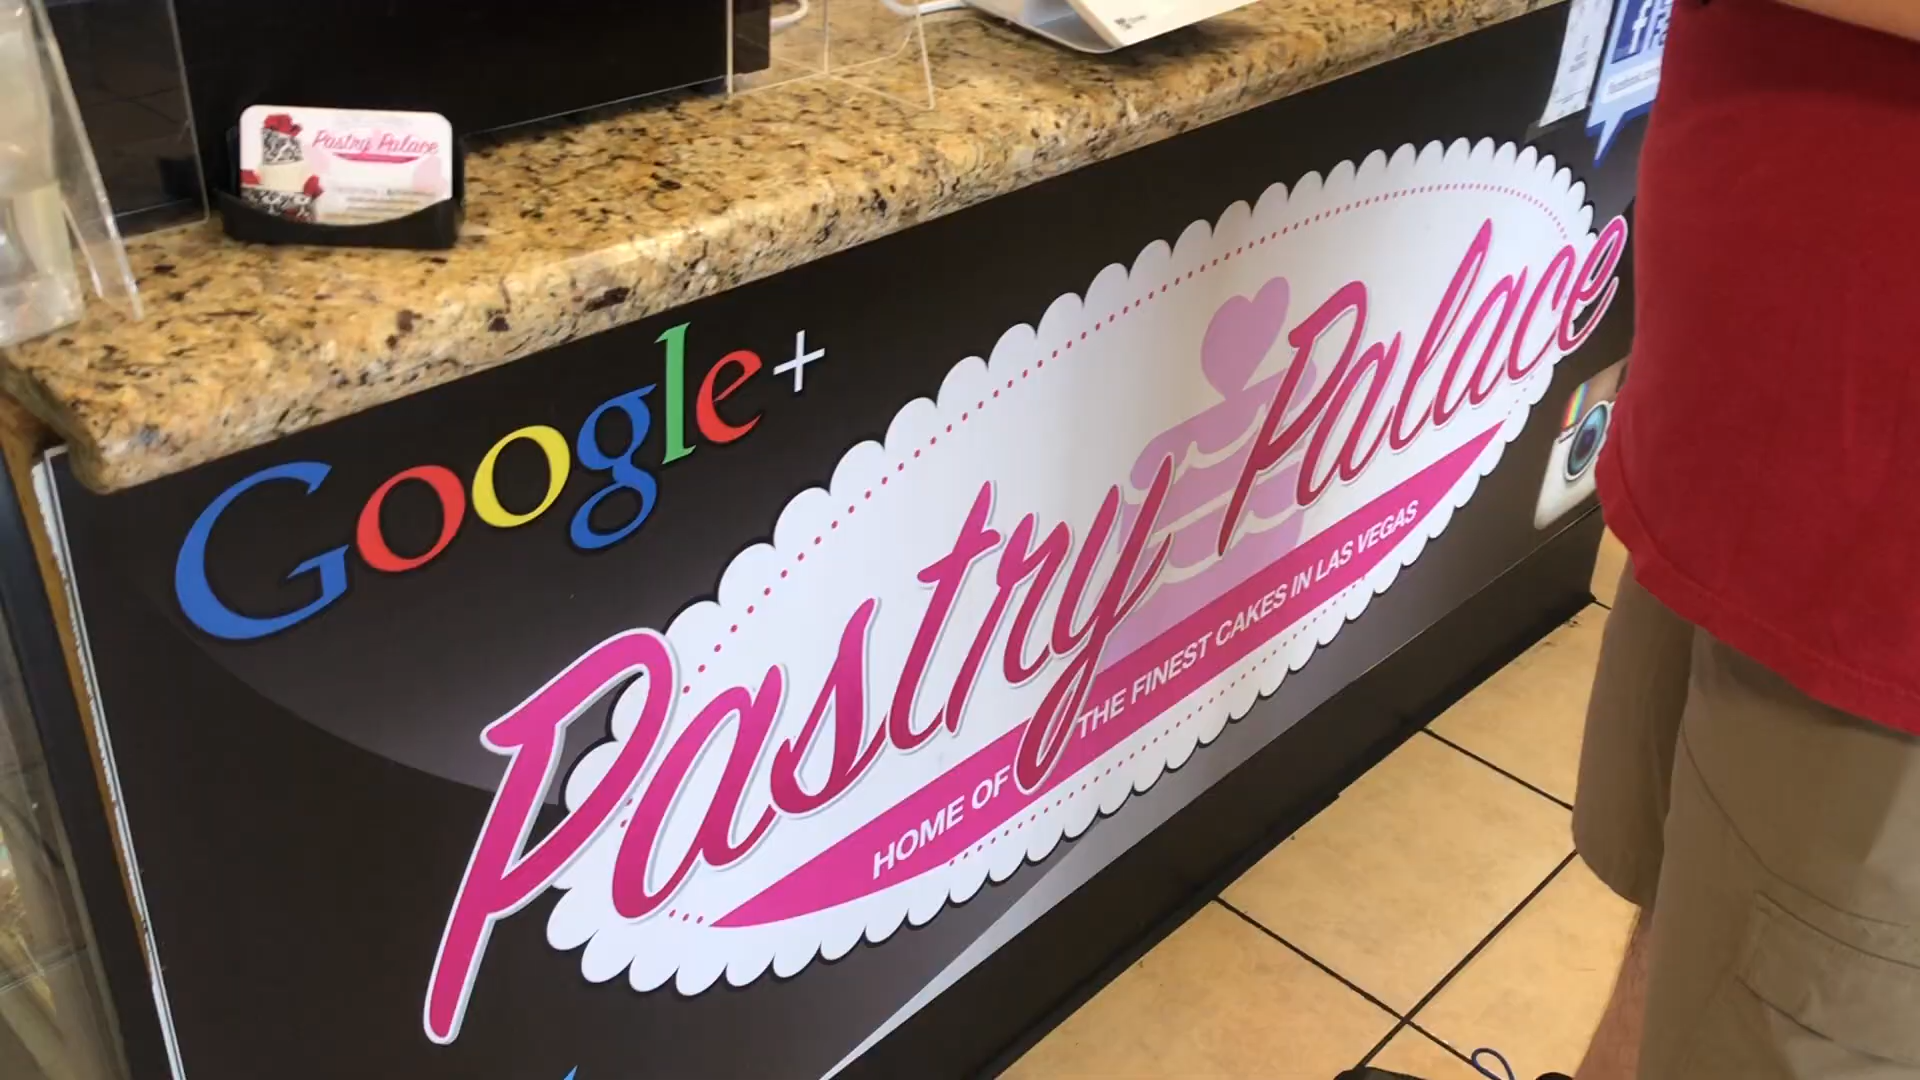 Pastry Palace
Google+
Pastry Palace
HOME OF THE FINEST CAKES IN LAS VEGAS